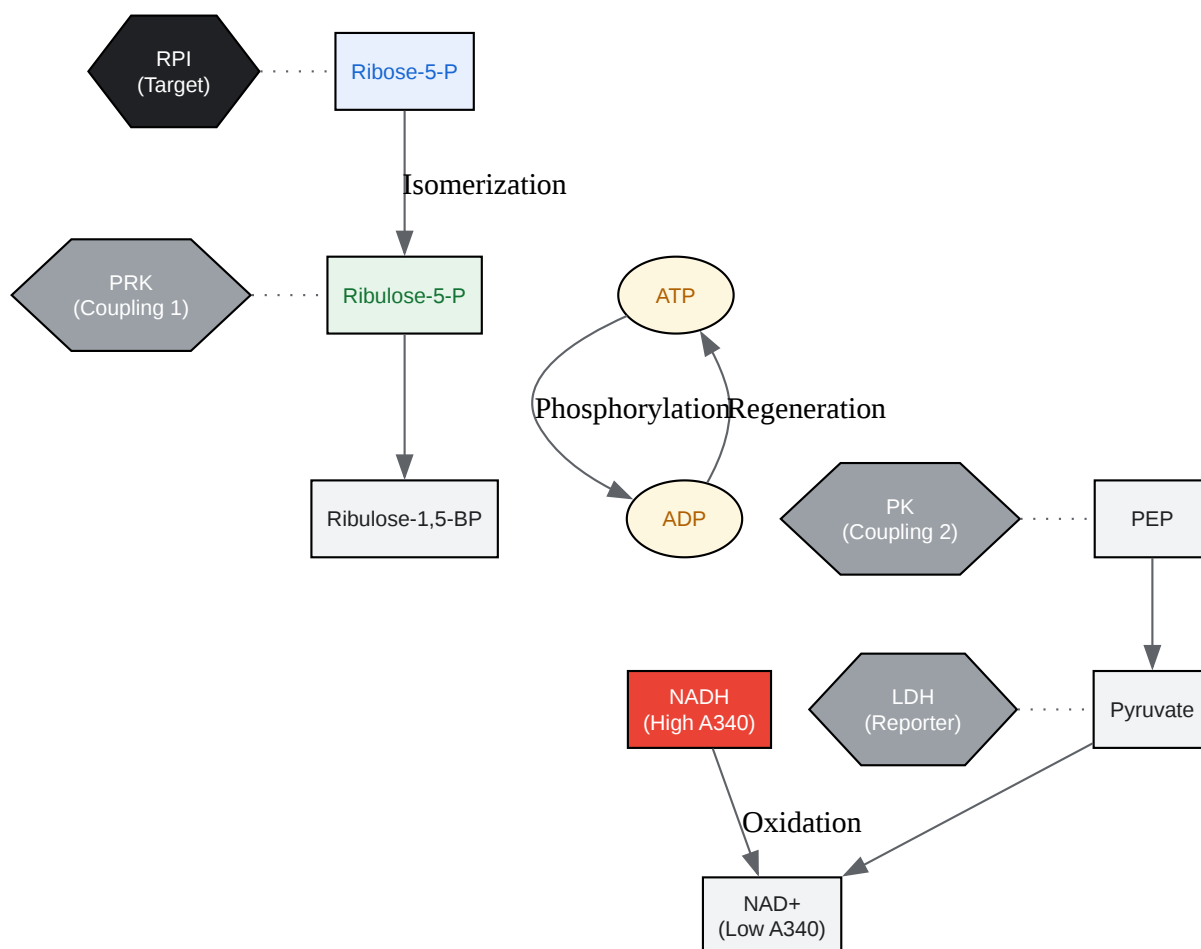 RPI
(Target)
Ribose-5-P
Isomerization
PRK
(Coupling 1)
Ribulose-5-P
ATP
Phosphorylation
Regeneration
Ribulose-1,5-BP
ADP
PK
(Coupling 2)
PEP
NADH
(High A340)
LDH
(Reporter)
Pyruvate
Oxidation
NAD+
(Low A340)